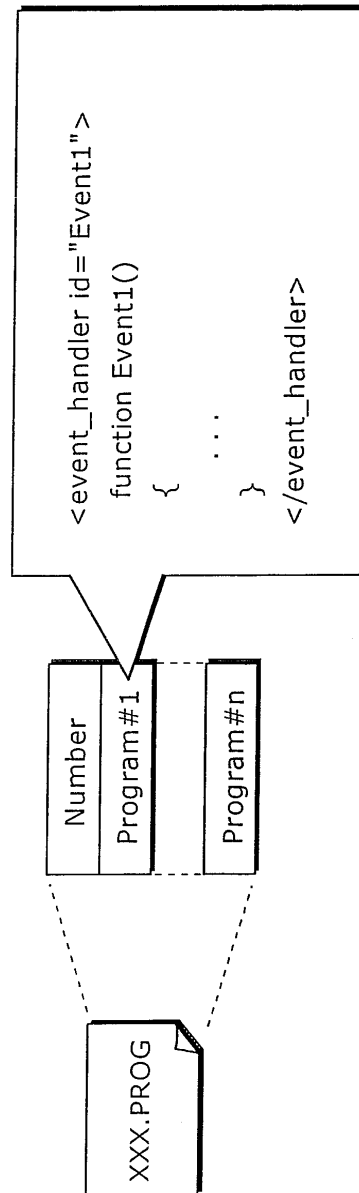 XXX.PROG
Number
Program#1
Program#n
<event_handler id="Event1">
function Event1()
{
...
}
</event_handler>